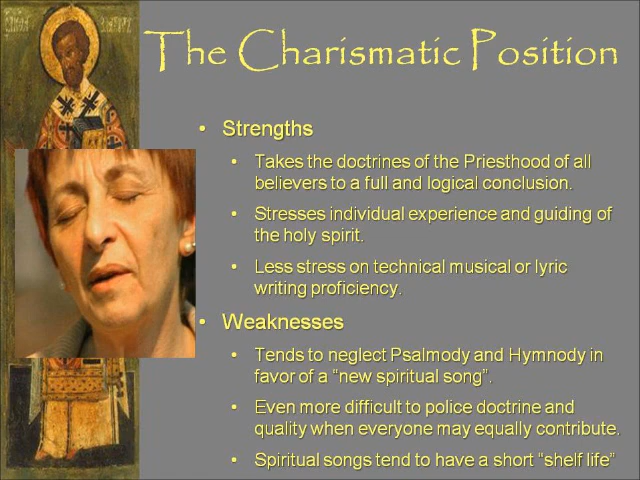 The Charismatic Position
• Strengths
• Takes the doctrines of the Priesthood of all
believers to a full and logical conclusion.
• Stresses individual experience and guiding of
the holy spirit.
• Less stress on technical musical or lyric
writing proficiency.
• Weaknesses
• Tends to neglect Psalmody and Hymnody in
favor of a “new spiritual song”.
• Even more difficult to police doctrine and
quality when everyone may equally contribute.
• Spiritual songs tend to have a short “shelf life”